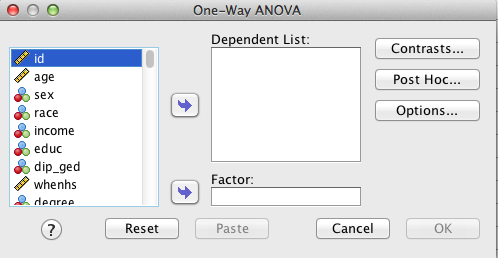 One-Way ANOVA
id
age
sex
race
income
educ
dip_ged
whenhs
degree
Dependent List:
Factor:
Contrasts...
Post Hoc...
Options...
?
Reset
Paste
Cancel
OK